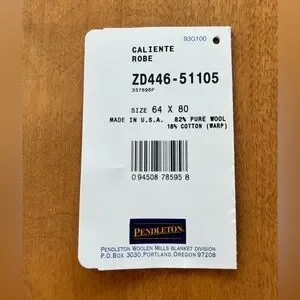 93G100
CALIENTE
ROBE
ZD446-51105
337696F
SIZE 64 X 80
MADE IN U.S.A. 82% PURE WOOL
18% COTTON (WARP)
0 94508 78595 8
PENDLETON
PENDLETON WOOLEN MILLS BLANKET DIVISION
P.O. BOX 3030, PORTLAND, OREGON 97208